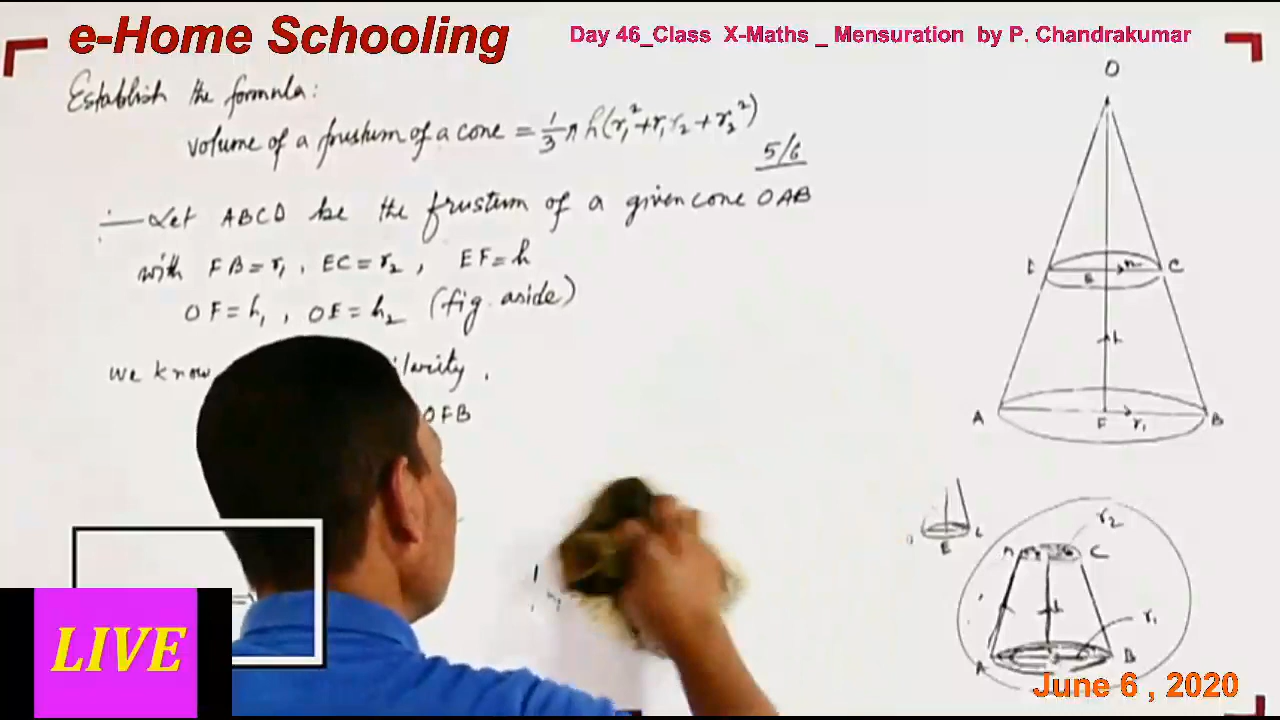 e-Home Schooling
Day 46_Class X-Maths _ Mensuration by P. Chandrakumar
Establish the formula:
volume of a frustum of a cone = 1/3 π h(r₁²+r₁r₂+r₂²)
5/6
Let ABCD be the frustum of a given cone OAB
with FB=r₁, EC=r₂, EF=h
OF=h₁, OE=h₂ (fig. aside)
we know
OFB
O
C
E
h
A
F
r₁
B
E
r₂
C
h
r₁
A
B
LIVE
June 6 , 2020